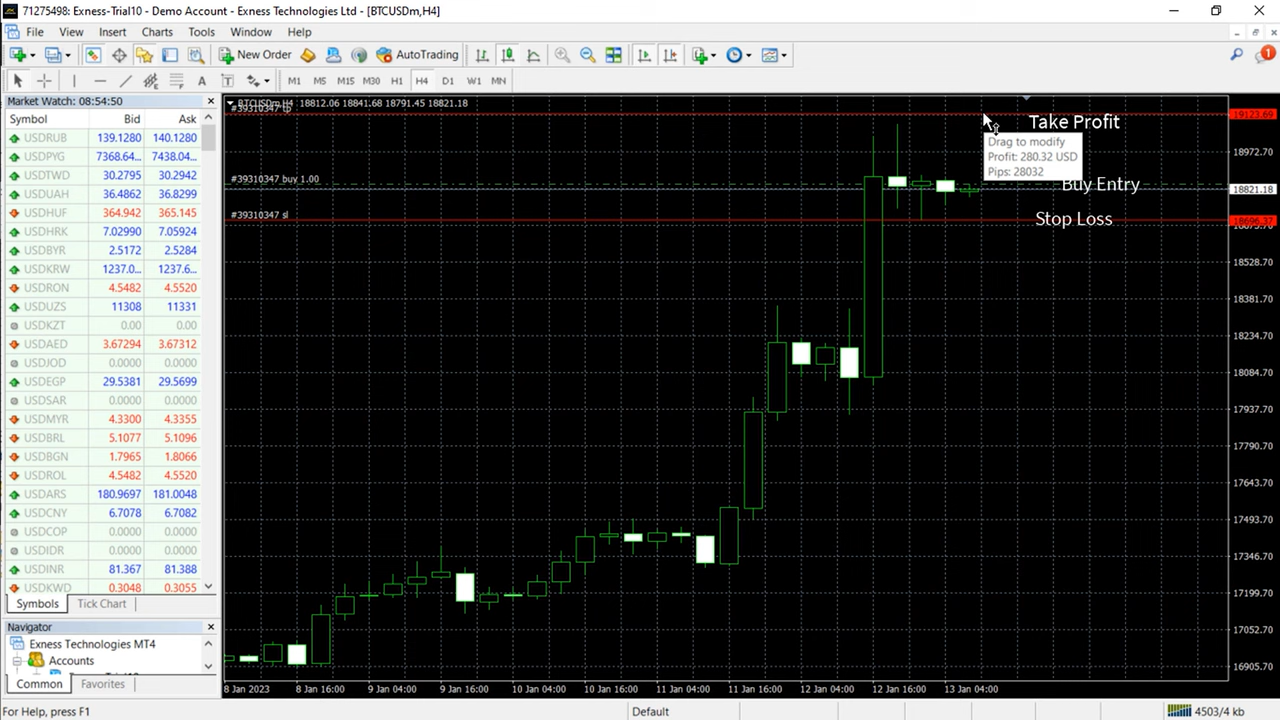 71275498: Exness-Trial10 - Demo Account - Exness Technologies Ltd - [BTCUSDm,H4]
File View Insert Charts Tools Window Help
New Order AutoTrading 1
A T M1 M5 M15 M30 H1 H4 D1 W1 MN
Market Watch: 08:54:50
Symbol Bid Ask
USDRUB 139.1280 140.1280
USDPYG 7368.64... 7438.04...
USDTWD 30.2795 30.2942
USDUAH 36.4862 36.8299
USDHUF 364.942 365.145
USDHRK 7.02990 7.05924
USDBYR 2.5172 2.5284
USDKRW 1237.0... 1237.6...
USDRON 4.5482 4.5520
USDUZS 11308 11331
USDKZT 0.00 0.00
USDAED 3.67294 3.67312
USDJOD 0.0000 0.0000
USDEGP 29.5381 29.5699
USDSAR 0.0000 0.0000
USDMYR 4.3300 4.3355
USDBRL 5.1077 5.1096
USDBGN 1.7965 1.8066
USDROL 4.5482 4.5520
USDARS 180.9697 181.0048
USDCNY 6.7078 6.7082
USDCOP 0.0000 0.0000
USDIDR 0.0000 0.0000
USDINR 81.367 81.388
USDKWD 0.3048 0.3055
Symbols Tick Chart
Navigator
Exness Technologies MT4
Accounts
Common Favorites
BTCUSDm,H4 18812.06 18841.68 18791.45 18821.18
#39310347 tp
Take Profit
Drag to modify
Profit: 280.32 USD
Pips: 28032
#39310347 buy 1.00
Buy Entry
#39310347 sl
Stop Loss
19123.69
18972.70
18821.18
18696.37
18528.70
18381.70
18234.70
18084.70
17937.70
17790.70
17643.70
17493.70
17346.70
17199.70
17052.70
16905.70
8 Jan 2023 8 Jan 16:00 9 Jan 04:00 9 Jan 16:00 10 Jan 04:00 10 Jan 16:00 11 Jan 04:00 11 Jan 16:00 12 Jan 04:00 12 Jan 16:00 13 Jan 04:00
For Help, press F1 Default 4503/4 kb